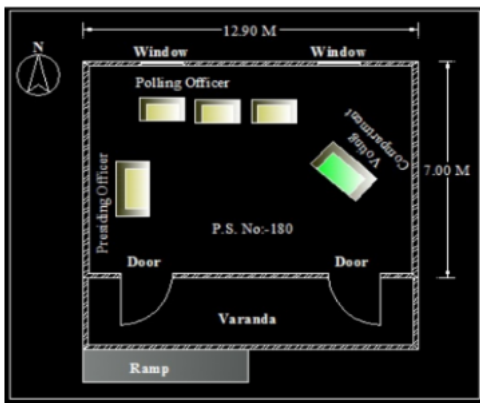 12.90 M
N
Window
Window
Polling Officer
Voting
Compartment
7.00 M
Presiding Officer
P.S. No:-180
Door
Door
Varanda
Ramp